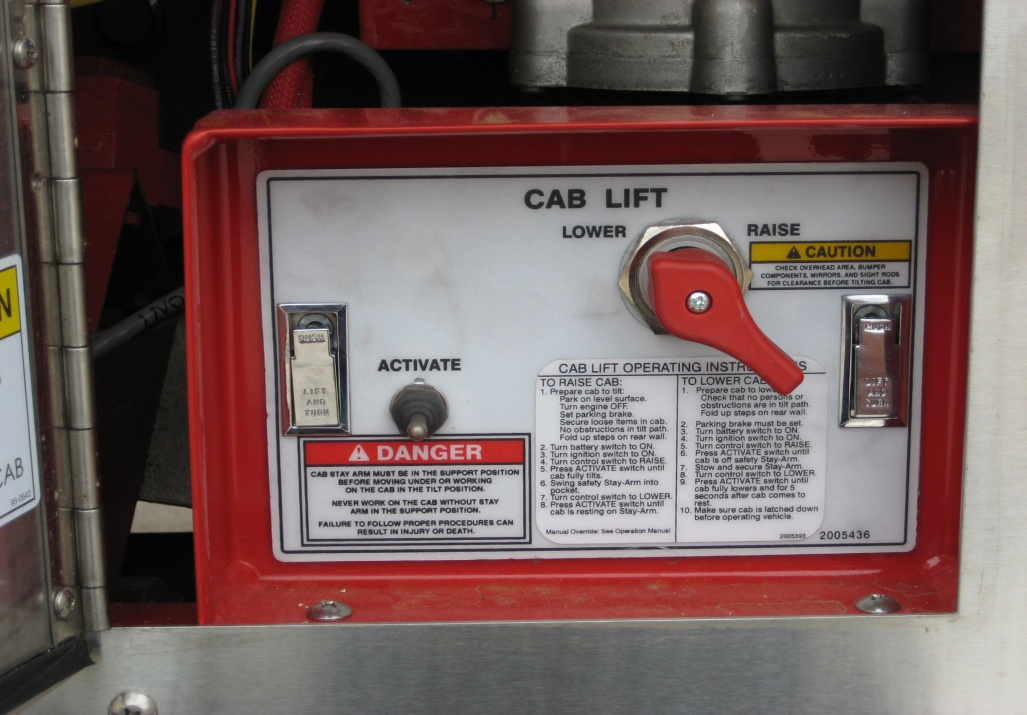 CAB LIFT
LOWER
RAISE
CAUTION
CHECK OVERHEAD AREA, BUMPER
COMPONENTS, MIRRORS, AND SIGHT RODS
FOR CLEARANCE BEFORE TILTING CAB.
LIFT
AND
TURN
LIFT
AND
TURN
ACTIVATE
DANGER
CAB STAY ARM MUST BE IN THE SUPPORT POSITION
BEFORE MOVING UNDER OR WORKING
ON THE CAB IN THE TILT POSITION.
NEVER WORK ON THE CAB WITHOUT STAY
ARM IN THE SUPPORT POSITION.
FAILURE TO FOLLOW PROPER PROCEDURES CAN
RESULT IN INJURY OR DEATH.
CAB LIFT OPERATING INSTRUC S
TO RAISE CAB:
1. Prepare cab to tilt:
Park on level surface.
Turn engine OFF.
Set parking brake.
Secure loose items in cab.
No obstructions in tilt path.
Fold up steps on rear wall.
2. Turn battery switch to ON.
3. Turn ignition switch to ON.
4. Turn control switch to RAISE.
5. Press ACTIVATE switch until
cab fully tilts.
6. Swing safety Stay-Arm into
pocket.
7. Turn control switch to LOWER.
8. Press ACTIVATE switch until
cab is resting on Stay-Arm.
Manual Override: See Operation Manual
TO LOWER CAB
1. Prepare cab to low
Check that no persons or
obstructions are in tilt path.
Fold up steps on rear wall.
2. Parking brake must be set.
3. Turn battery switch to ON.
4. Turn ignition switch to ON.
5. Turn control switch to RAISE.
6. Press ACTIVATE switch until
cab is off safety Stay-Arm.
7. Stow and secure Stay-Arm.
8. Turn control switch to LOWER.
9. Press ACTIVATE switch until
cab fully lowers and for 5
seconds after cab comes to
rest.
10. Make sure cab is latched down
before operating vehicle.
2005393
2005436
N
CAB